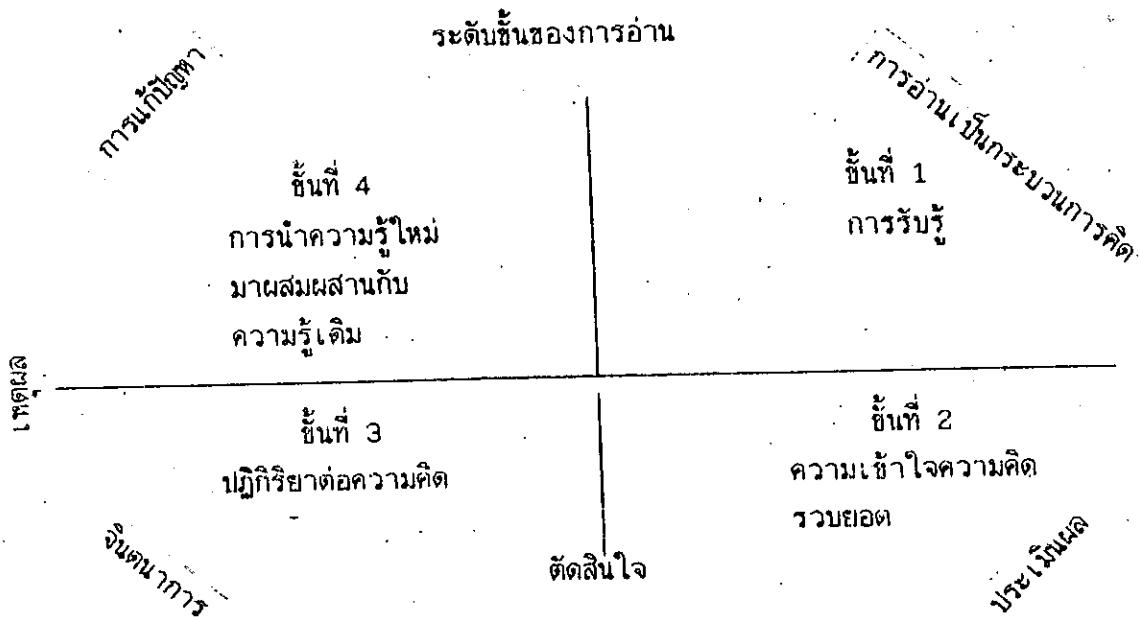 ระดับขั้นของการอ่าน
การแก้ปัญหา
การอ่านเป็นกระบวนการคิด
ขั้นที่ 4
การนำความรู้ใหม่
มาผสมผสานกับ
ความรู้เดิม
ขั้นที่ 1
การรับรู้
เหตุผล
ขั้นที่ 3
ปฏิกิริยาต่อความคิด
ขั้นที่ 2
ความเข้าใจความคิด
รวบยอด
จินตนาการ
ตัดสินใจ
ประเมินผล